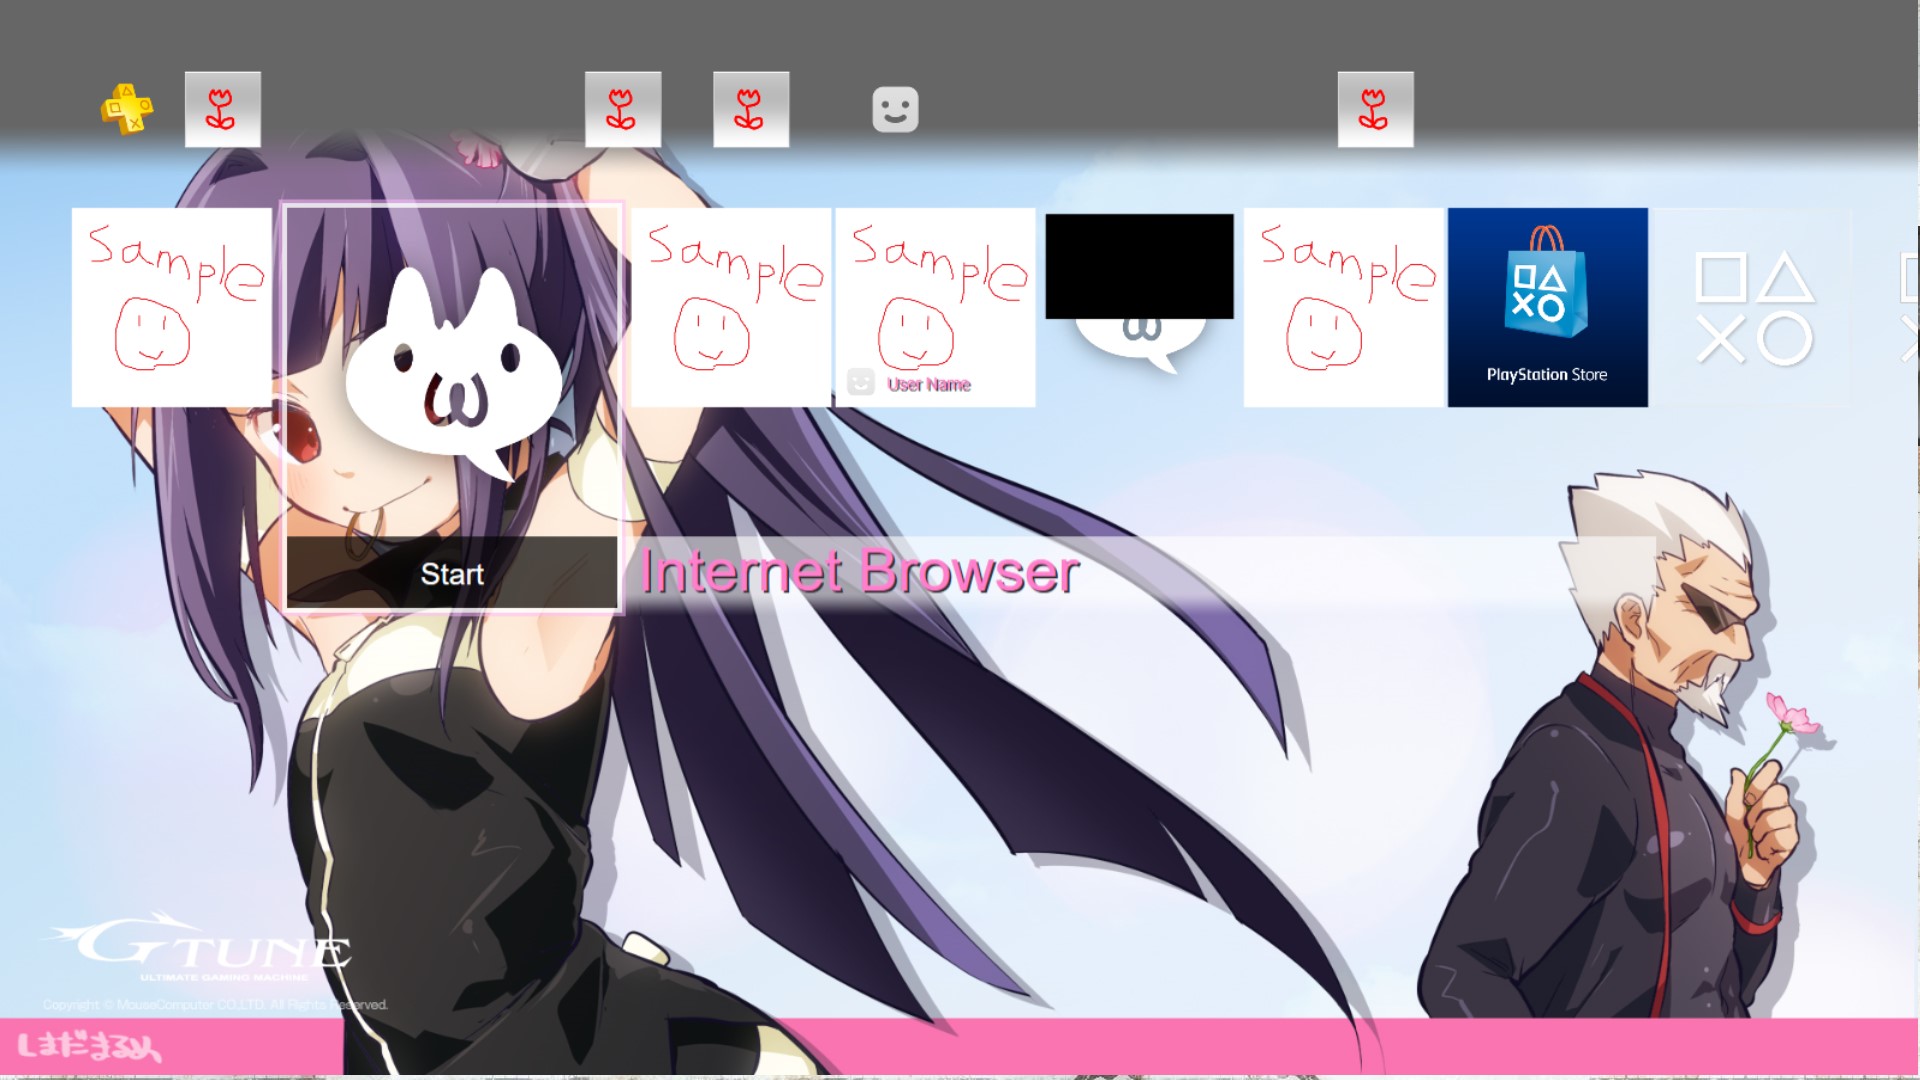 Sample
Sample
Sample
Sample
User Name
PlayStation Store
Start
Internet Browser
G TUNE
ULTIMATE GAMING MACHINE
Copyright © MouseComputer CO.,LTD. All Rights Reserved.
しまだまるめ